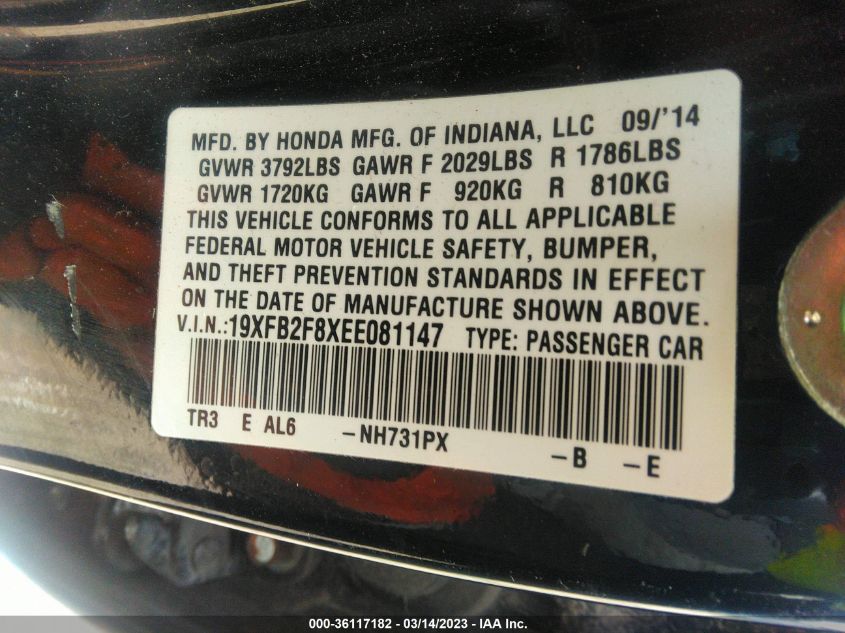 MFD. BY HONDA MFG. OF INDIANA, LLC 09/'14
GVWR 3792LBS GAWR F 2029LBS R 1786LBS
GVWR 1720KG GAWR F 920KG R 810KG
THIS VEHICLE CONFORMS TO ALL APPLICABLE
FEDERAL MOTOR VEHICLE SAFETY, BUMPER,
AND THEFT PREVENTION STANDARDS IN EFFECT
ON THE DATE OF MANUFACTURE SHOWN ABOVE.
V.I.N.:19XFB2F8XEE081147 TYPE: PASSENGER CAR
TR3 E AL6 -NH731PX -B -E
000-36117182 - 03/14/2023 - IAA Inc.